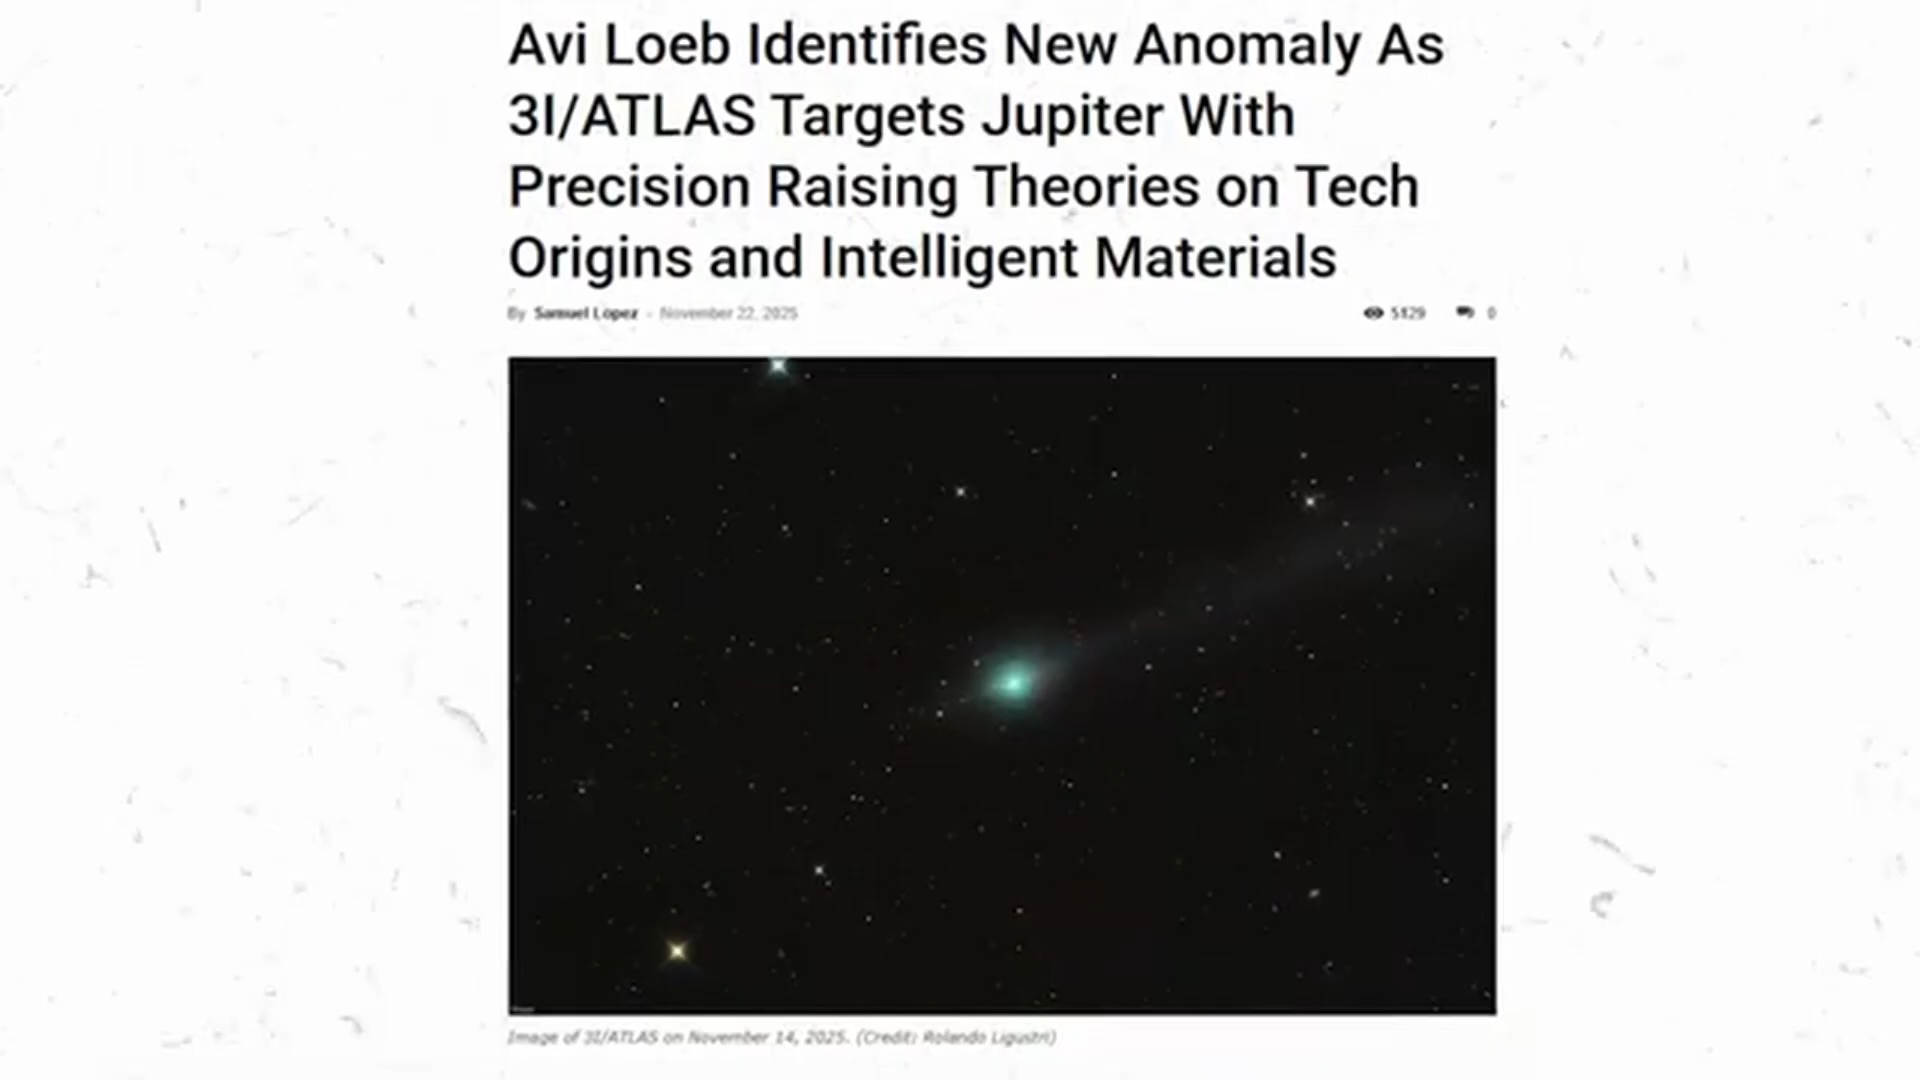 Avi Loeb Identifies New Anomaly As
3I/ATLAS Targets Jupiter With
Precision Raising Theories on Tech
Origins and Intelligent Materials
By Samuel Lopez - November 22, 2025 5129 0
Image of 3I/ATLAS on November 14, 2025. (Credit: Rolando Ligustri)